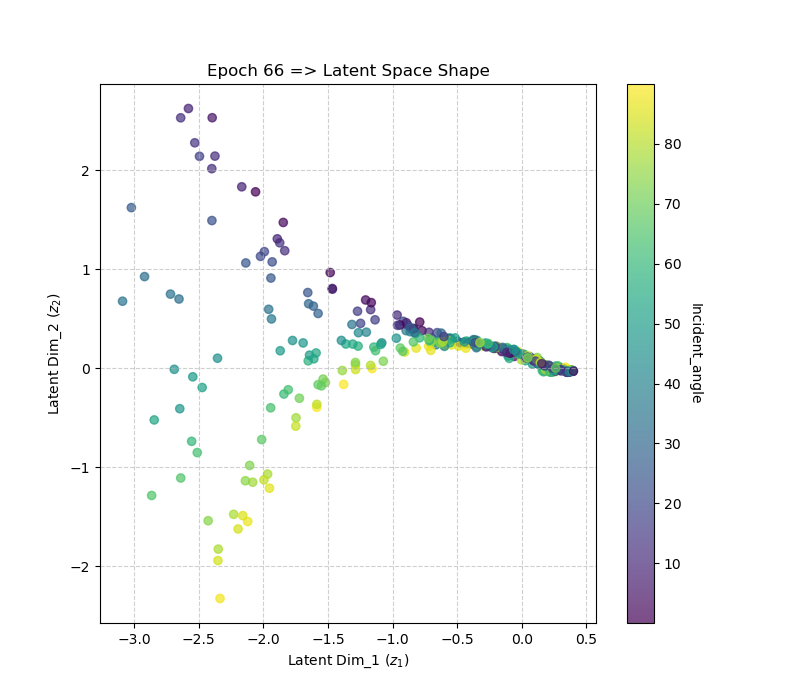 Epoch 66 => Latent Space Shape
Latent Dim_2 (z₂)
2
1
0
−1
−2
−3.0 −2.5 −2.0 −1.5 −1.0 −0.5 0.0 0.5
Latent Dim_1 (z₁)
80
70
60
50
40
30
20
10
Incident_angle